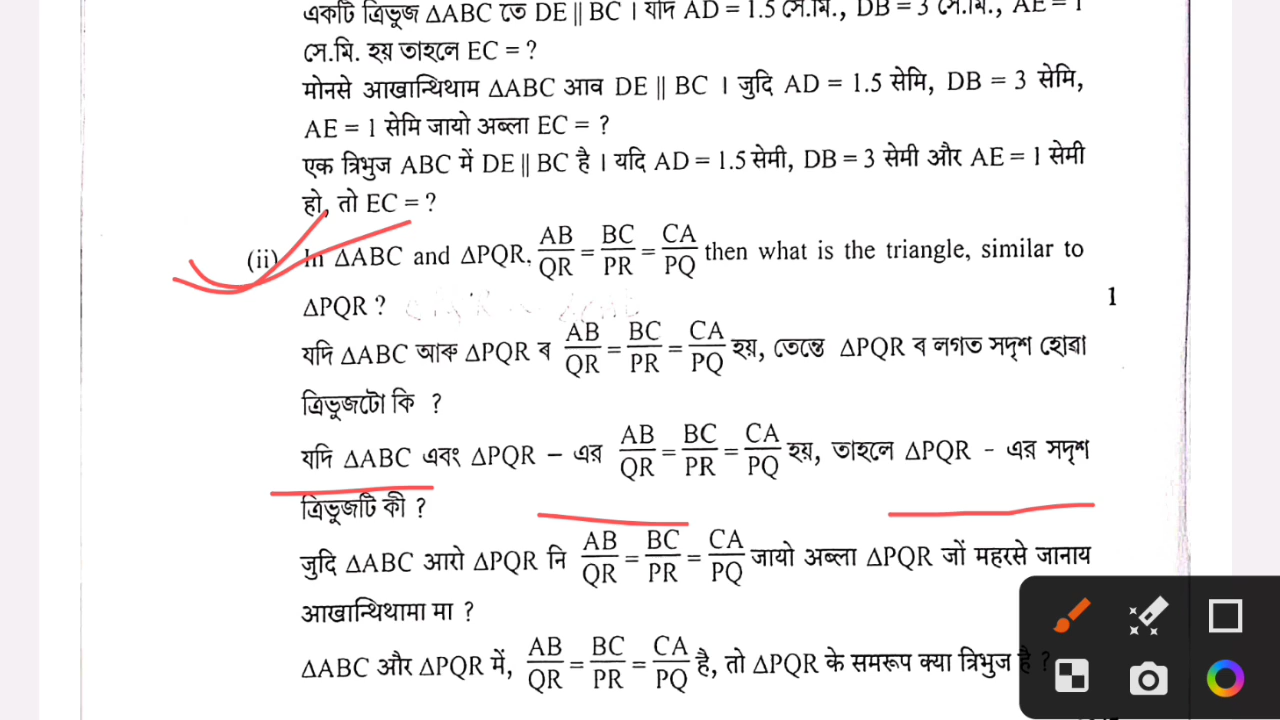 একটি ত্রিভুজ ΔABC তে DE || BC । যদি AD = 1.5 সে.মি., DB = 3 সে.মি., AE = 1
সে.মি. হয় তাহলে EC = ?
मोनसे आखान्थिथाम ΔABC आव DE || BC । जुदि AD = 1.5 सेमि, DB = 3 सेमि,
AE = 1 सेमि जायो अब्ला EC = ?
एक त्रिभुज ABC में DE || BC है । यदि AD = 1.5 सेमी, DB = 3 सेमी और AE = 1 सेमी
हो, तो EC = ?
(ii) In ΔABC and ΔPQR, AB/QR = BC/PR = CA/PQ then what is the triangle, similar to
ΔPQR ? 1
যদি ΔABC আৰু ΔPQR ৰ AB/QR = BC/PR = CA/PQ হয়, তেন্তে ΔPQR ৰ লগত সদৃশ হোৱা
ত্রিভুজটো কি ?
যদি ΔABC এবং ΔPQR – এর AB/QR = BC/PR = CA/PQ হয়, তাহলে ΔPQR - এর সদৃশ
ত্রিভুজটি কী ?
जुदि ΔABC आरो ΔPQR नि AB/QR = BC/PR = CA/PQ जायो अब्ला ΔPQR जों महरसे जानाय
आखान्थिथामा मा ?
ΔABC और ΔPQR में, AB/QR = BC/PR = CA/PQ है, तो ΔPQR के समरूप क्या त्रिभुज है ?